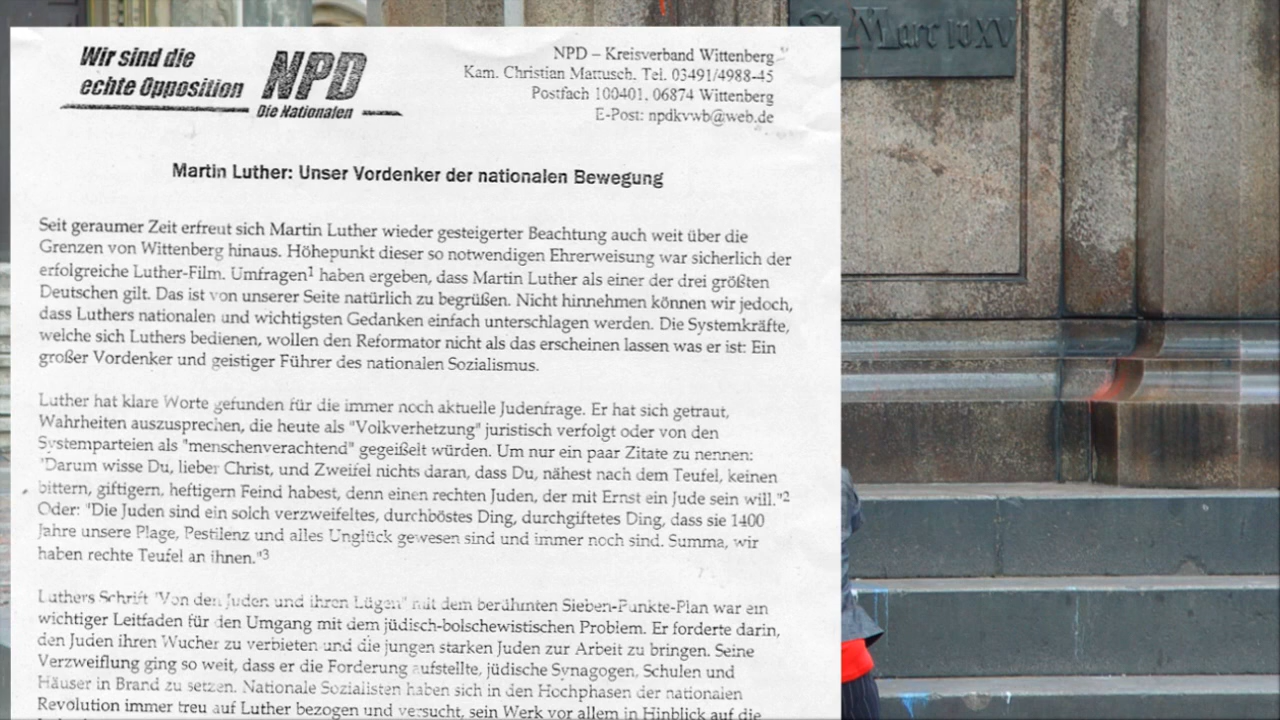 Wir sind die
echte Opposition
NPD
Die Nationalen
NPD – Kreisverband Wittenberg
Kam. Christian Mattusch. Tel. 03491/4988-45
Postfach 100401, 06874 Wittenberg
E-Post: npdkvwb@web.de
Martin Luther: Unser Vordenker der nationalen Bewegung
Seit geraumer Zeit erfreut sich Martin Luther wieder gesteigerter Beachtung auch weit über die
Grenzen von Wittenberg hinaus. Höhepunkt dieser so notwendigen Ehrerweisung war sicherlich der
erfolgreiche Luther-Film. Umfragen¹ haben ergeben, dass Martin Luther als einer der drei größten
Deutschen gilt. Das ist von unserer Seite natürlich zu begrüßen. Nicht hinnehmen können wir jedoch,
dass Luthers nationalen und wichtigsten Gedanken einfach unterschlagen werden. Die Systemkräfte,
welche sich Luthers bedienen, wollen den Reformator nicht als das erscheinen lassen was er ist: Ein
großer Vordenker und geistiger Führer des nationalen Sozialismus.
Luther hat klare Worte gefunden für die immer noch aktuelle Judenfrage. Er hat sich getraut,
Wahrheiten auszusprechen, die heute als "Volkverhetzung" juristisch verfolgt oder von den
Systemparteien als "menschenverachtend" gegeißelt würden. Um nur ein paar Zitate zu nennen:
"Darum wisse Du, lieber Christ, und Zweifel nichts daran, dass Du, nähest nach dem Teufel, keinen
bittern, giftigern, heftigern Feind habest, denn einen rechten Juden, der mit Ernst ein Jude sein will."²
Oder: "Die Juden sind ein solch verzweifeltes, durchböstes Ding, durchgiftetes Ding, dass sie 1400
Jahre unsere Plage, Pestilenz und alles Unglück gewesen sind und immer noch sind. Summa, wir
haben rechte Teufel an ihnen."³
Luthers Schrift "Von den Juden und ihren Lügen" mit dem berühmten Sieben-Punkte-Plan war ein
wichtiger Leitfaden für den Umgang mit dem jüdisch-bolschewistischen Problem. Er forderte darin,
den Juden ihren Wucher zu verbieten und die jungen starken Juden zur Arbeit zu bringen. Seine
Verzweiflung ging so weit, dass er die Forderung aufstellte, jüdische Synagogen, Schulen und
Häuser in Brand zu setzen. Nationale Sozialisten haben sich in den Hochphasen der nationalen
Revolution immer treu auf Luther bezogen und versucht, sein Werk vor allem in Hinblick auf die
St. Marc 10 XV